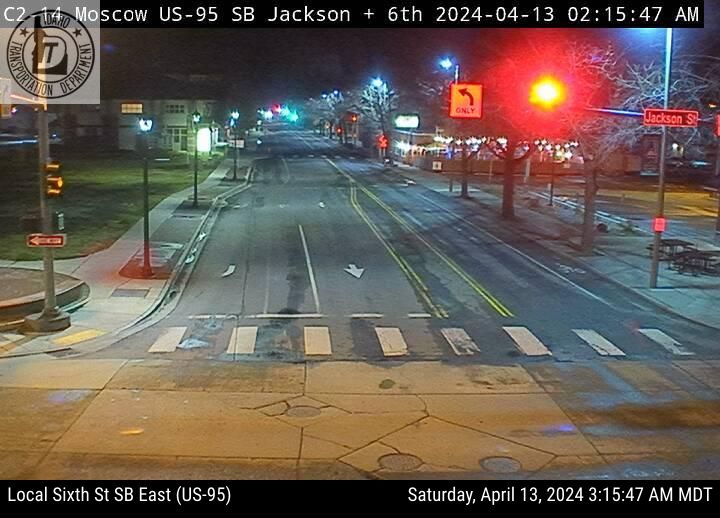 C2 14 Moscow US-95 SB Jackson + 6th 2024-04-13 02:15:47 AM
IDAHO
TRANSPORTATION DEPARTMENT
ONLY
Jackson St
Local Sixth St SB East (US-95)
Saturday, April 13, 2024 3:15:47 AM MDT